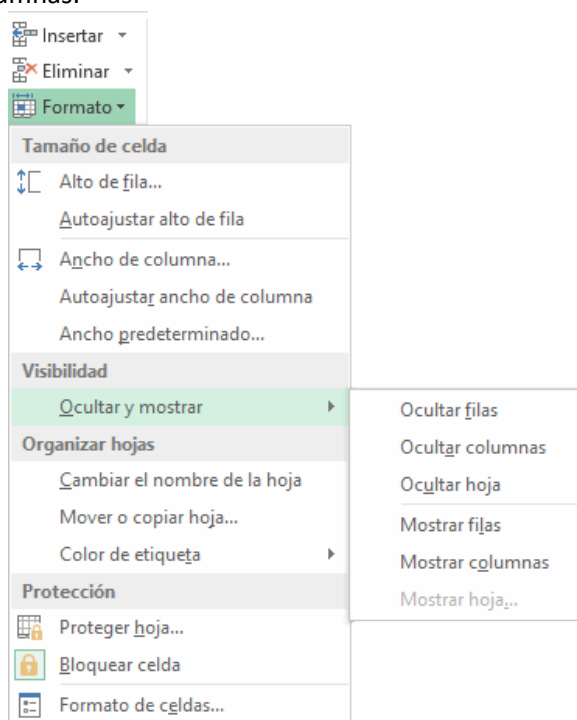 umnas.
Insertar
Eliminar
Formato
Tamaño de celda
Alto de fila...
Autoajustar alto de fila
Ancho de columna...
Autoajustar ancho de columna
Ancho predeterminado...
Visibilidad
Ocultar y mostrar
Ocultar filas
Ocultar columnas
Ocultar hoja
Mostrar filas
Mostrar columnas
Mostrar hoja...
Organizar hojas
Cambiar el nombre de la hoja
Mover o copiar hoja...
Color de etiqueta
Protección
Proteger hoja...
Bloquear celda
Formato de celdas...